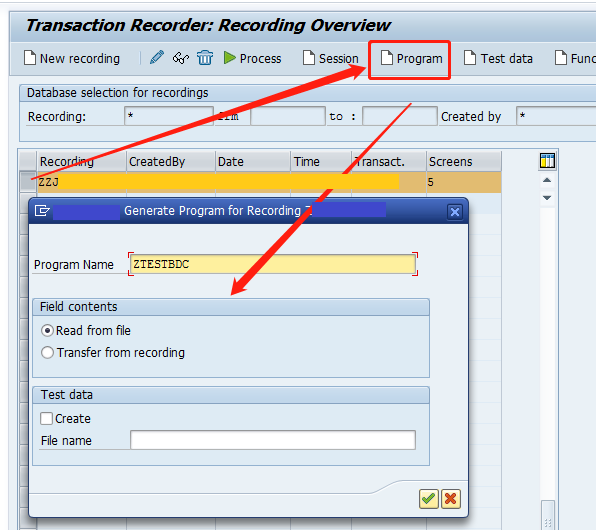 Transaction Recorder: Recording Overview
New recording Process Session Program Test data Func
Database selection for recordings
Recording: * to : Created by *
Recording CreatedBy Date Time Transact. Screens
ZZJ 5
Generate Program for Recording Z
Program Name ZTESTBDC
Field contents
Read from file
Transfer from recording
Test data
Create
File name